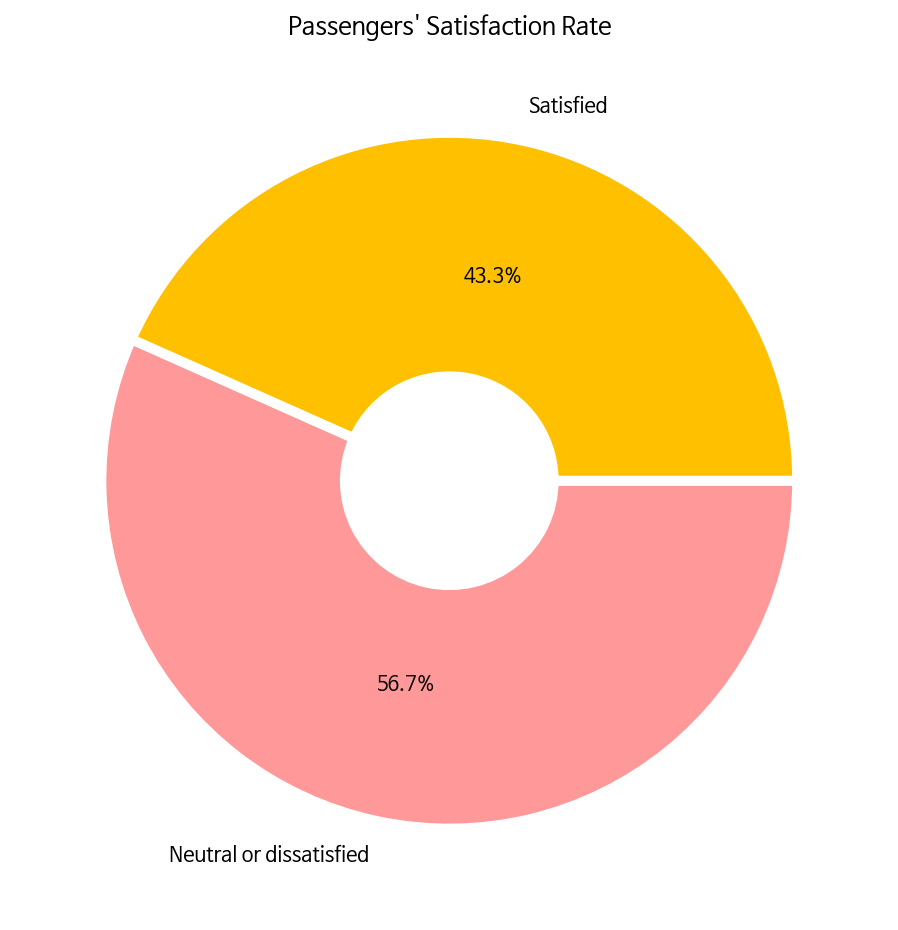 Passengers' Satisfaction Rate
Satisfied
43.3%
56.7%
Neutral or dissatisfied